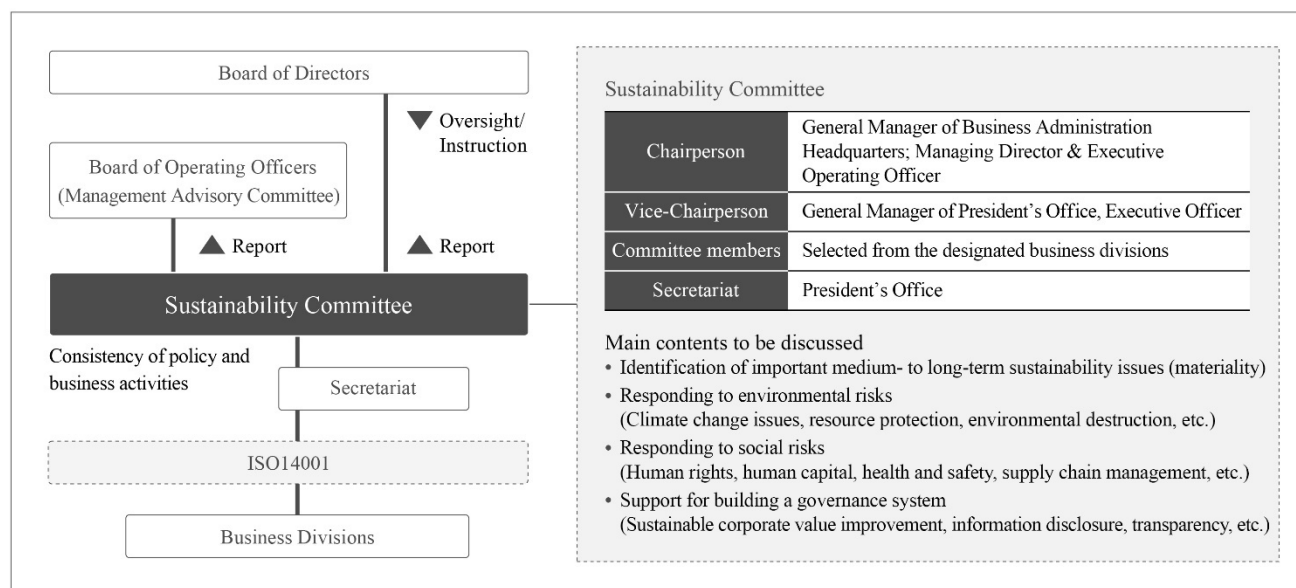 Board of Directors
Oversight/
Instruction
Board of Operating Officers
(Management Advisory Committee)
Report
Report
Sustainability Committee
Consistency of policy and
business activities
Secretariat
ISO14001
Business Divisions
Sustainability Committee
Chairperson
General Manager of Business Administration
Headquarters; Managing Director & Executive
Operating Officer
Vice-Chairperson
General Manager of President’s Office, Executive Officer
Committee members
Selected from the designated business divisions
Secretariat
President’s Office
Main contents to be discussed
• Identification of important medium- to long-term sustainability issues (materiality)
• Responding to environmental risks
(Climate change issues, resource protection, environmental destruction, etc.)
• Responding to social risks
(Human rights, human capital, health and safety, supply chain management, etc.)
• Support for building a governance system
(Sustainable corporate value improvement, information disclosure, transparency, etc.)